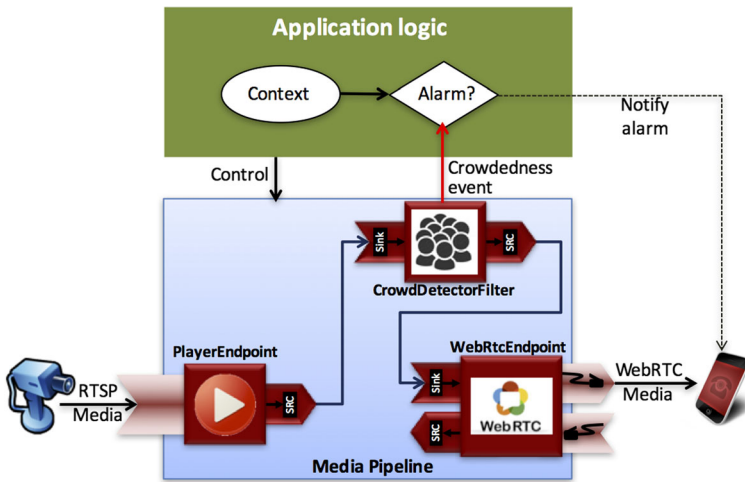 Application logic
Context
Alarm?
Notify
alarm
Control
Crowdedness
event
Sink
SRC
CrowdDetectorFilter
PlayerEndpoint
WebRtcEndpoint
RTSP
Media
SRC
Sink
WebRTC
SRC
WebRTC
Media
Media Pipeline